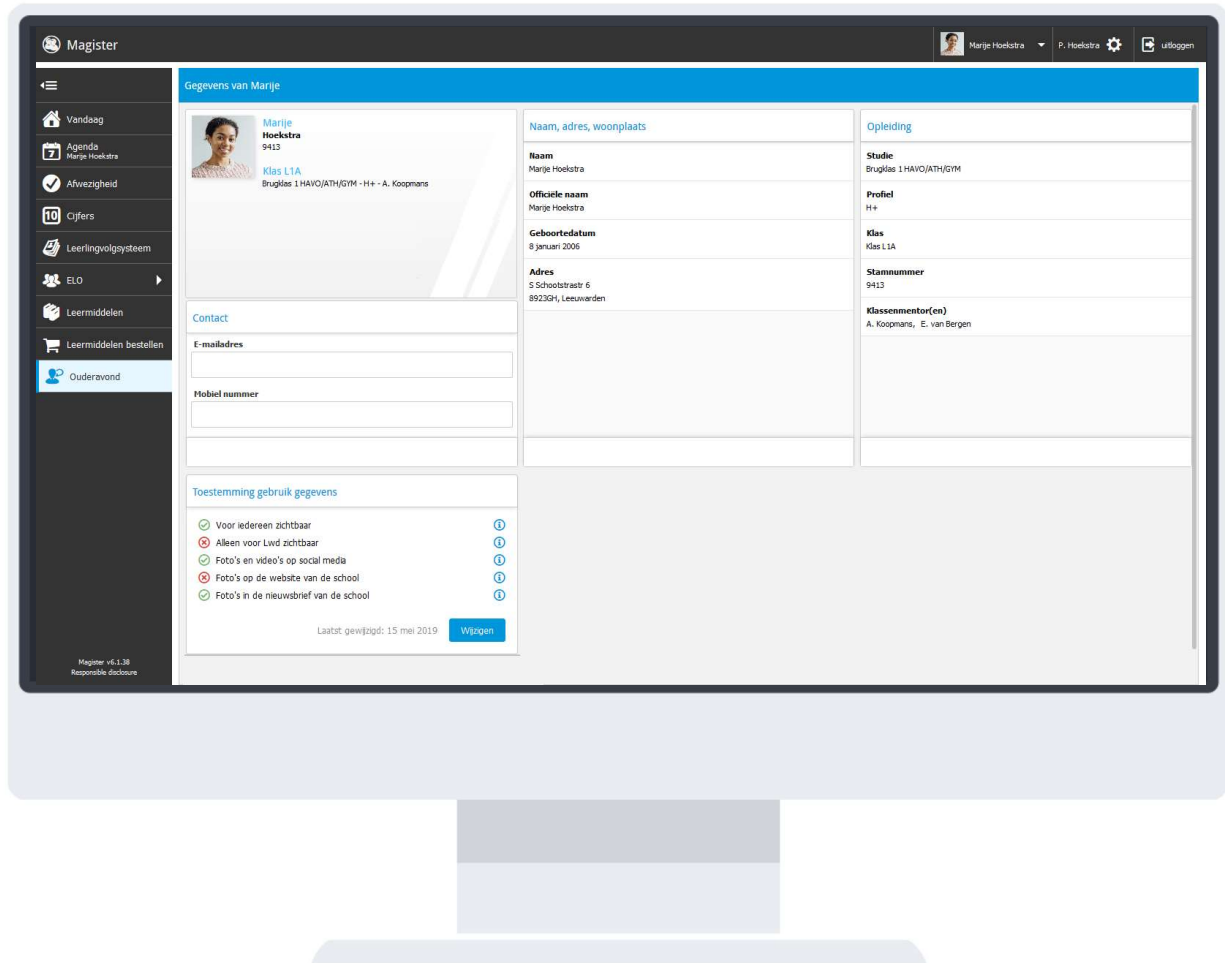 Magister
Marije Hoekstra
P. Hoekstra
uitloggen
Vandaag
7
Agenda
Marije Hoekstra
Afwezigheid
10
Cijfers
Leerlingvolgsysteem
ELO
Leermiddelen
Leermiddelen bestellen
Ouderavond
Magister v6.1.38
Responsible disclosure
Gegevens van Marije
Marije
Hoekstra
9413
Klas L1A
Brugklas 1 HAVO/ATH/GYM - H+ - A. Koopmans
Contact
E-mailadres
Mobiel nummer
Naam, adres, woonplaats
Naam
Marije Hoekstra
Officiële naam
Marije Hoekstra
Geboortedatum
8 januari 2006
Adres
S Schootstrastr 6
8923GH, Leeuwarden
Opleiding
Studie
Brugklas 1 HAVO/ATH/GYM
Profiel
H+
Klas
Klas L1A
Stamnummer
9413
Klassenmentor(en)
A. Koopmans, E. van Bergen
Toestemming gebruik gegevens
Voor iedereen zichtbaar
Alleen voor Lwd zichtbaar
Foto's en video's op social media
Foto's op de website van de school
Foto's in de nieuwsbrief van de school
Laatst gewijzigd: 15 mei 2019
Wijzigen